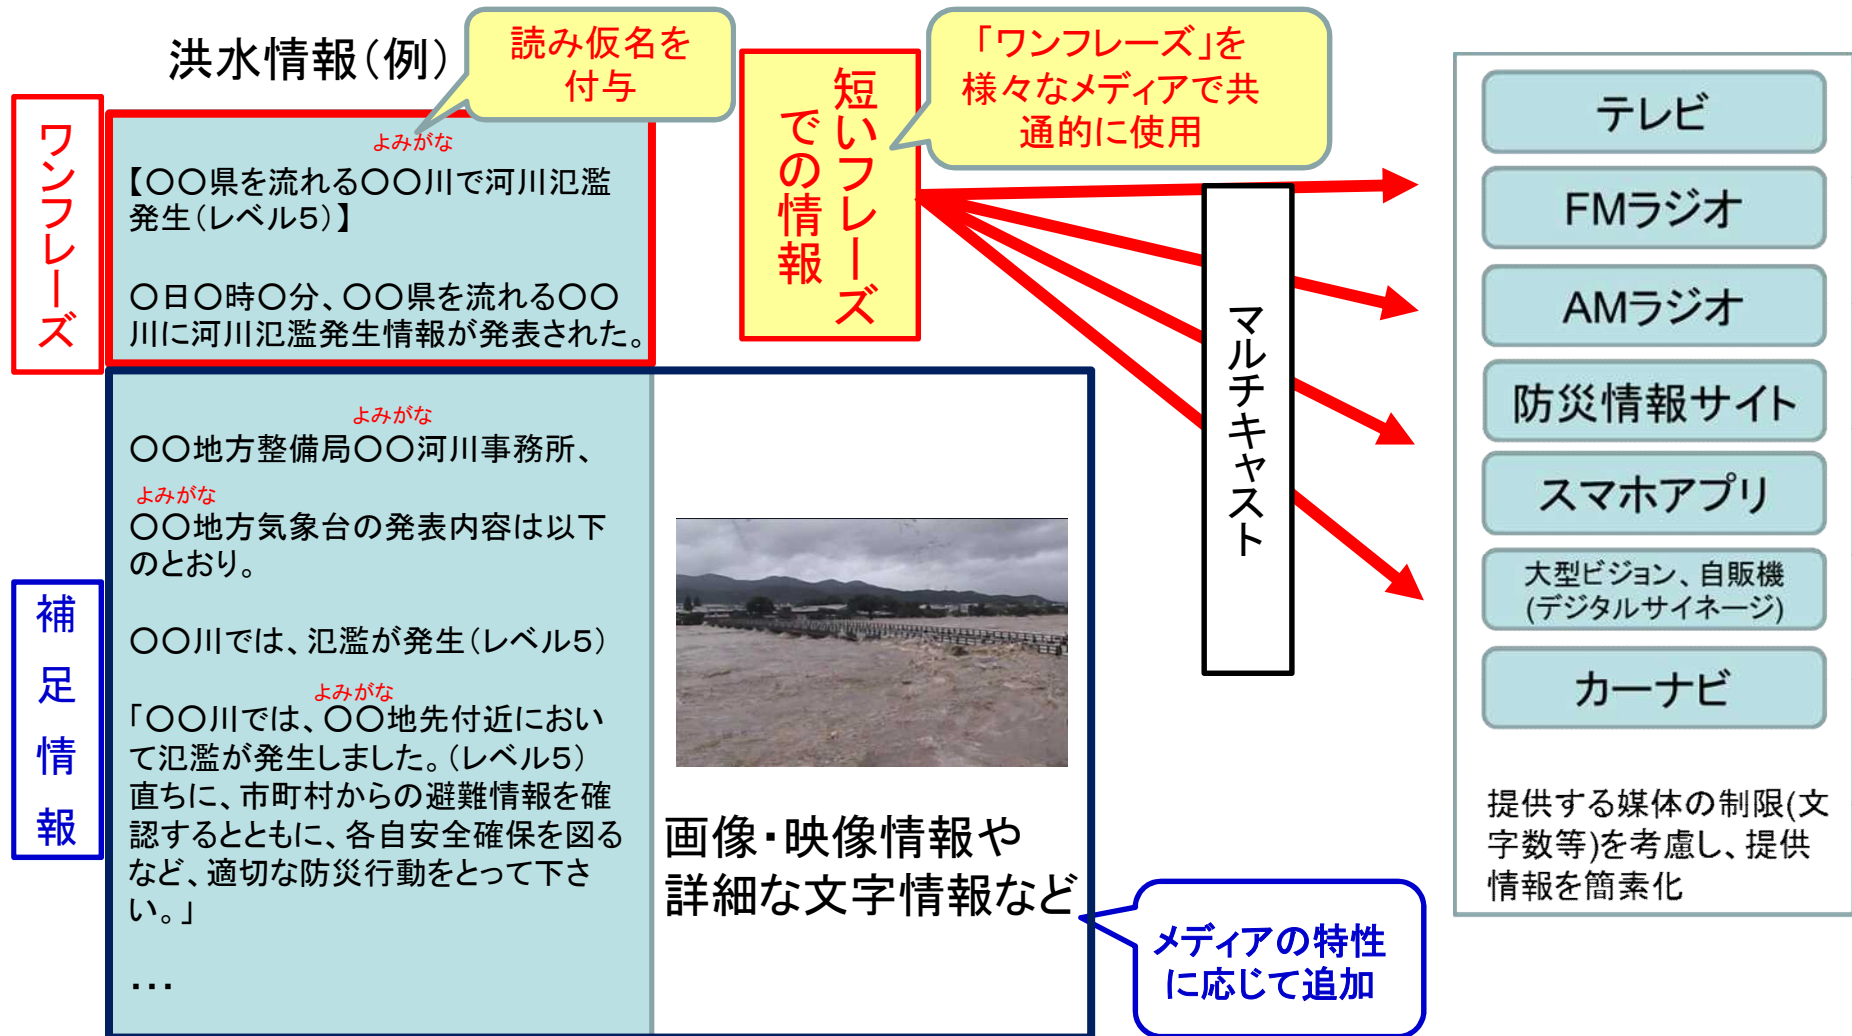 洪水情報(例)
読み仮名を
付与
ワンフレーズ
よみがな
【〇〇県を流れる〇〇川で河川氾濫
発生(レベル5)】
〇日〇時〇分、〇〇県を流れる〇〇
川に河川氾濫発生情報が発表された。
短いフレーズ
での情報
「ワンフレーズ」を
様々なメディアで共
通的に使用
マルチキャスト
テレビ
FMラジオ
AMラジオ
防災情報サイト
スマホアプリ
大型ビジョン、自販機
(デジタルサイネージ)
カーナビ
提供する媒体の制限(文
字数等)を考慮し、提供
情報を簡素化
補足情報
よみがな
〇〇地方整備局〇〇河川事務所、
よみがな
〇〇地方気象台の発表内容は以下
のとおり。
〇〇川では、氾濫が発生(レベル5)
よみがな
「〇〇川では、〇〇地先付近におい
て氾濫が発生しました。(レベル5)
直ちに、市町村からの避難情報を確
認するとともに、各自安全確保を図る
など、適切な防災行動をとって下さ
い。」
...
画像・映像情報や
詳細な文字情報など
メディアの特性
に応じて追加